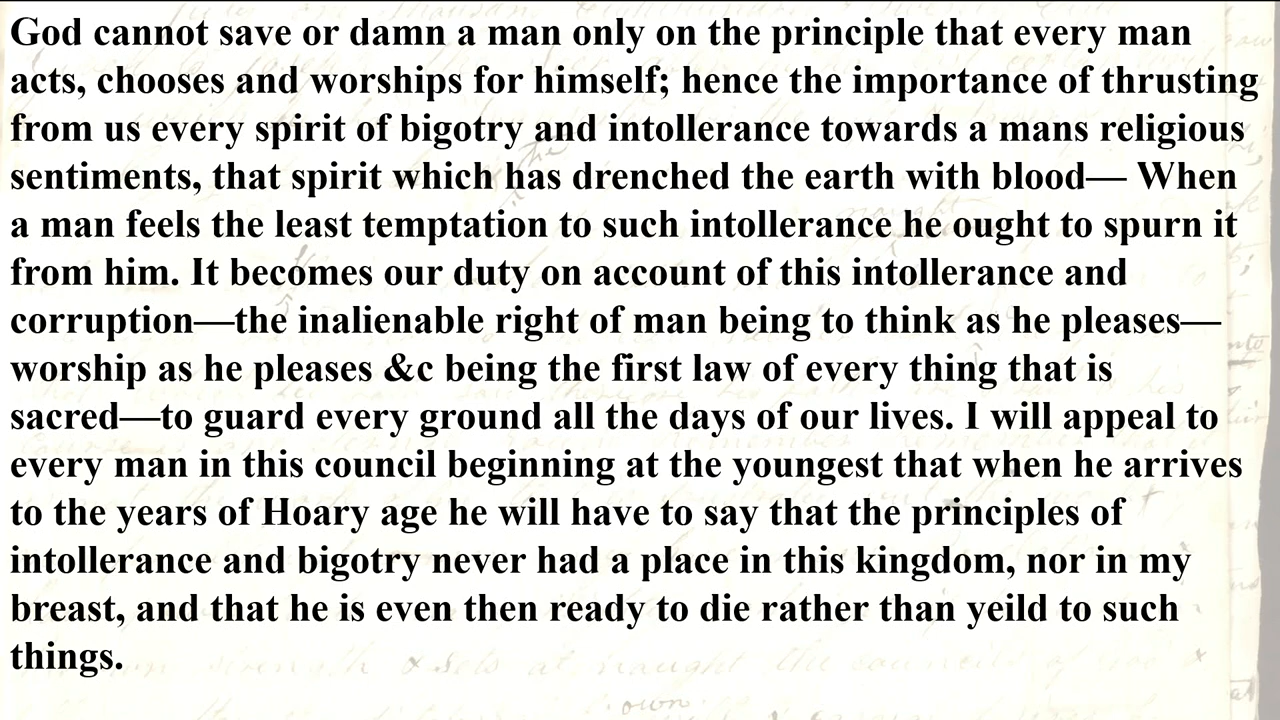 God cannot save or damn a man only on the principle that every man
acts, chooses and worships for himself; hence the importance of thrusting
from us every spirit of bigotry and intollerance towards a mans religious
sentiments, that spirit which has drenched the earth with blood— When
a man feels the least temptation to such intollerance he ought to spurn it
from him. It becomes our duty on account of this intollerance and
corruption—the inalienable right of man being to think as he pleases—
worship as he pleases &c being the first law of every thing that is
sacred—to guard every ground all the days of our lives. I will appeal to
every man in this council beginning at the youngest that when he arrives
to the years of Hoary age he will have to say that the principles of
intollerance and bigotry never had a place in this kingdom, nor in my
breast, and that he is even then ready to die rather than yeild to such
things.
own